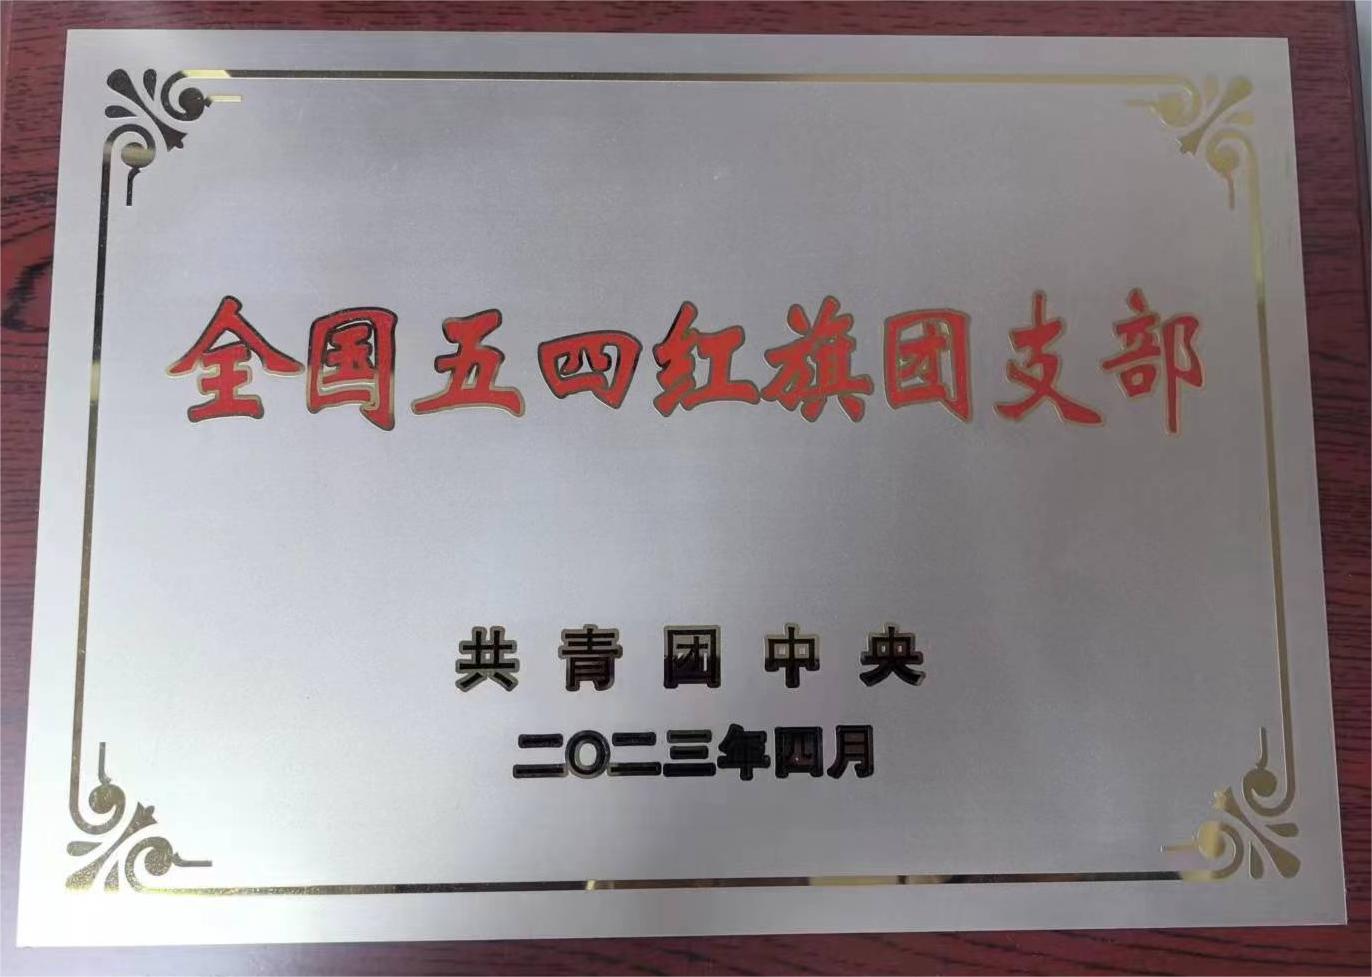 全国五四红旗团支部
共青团中央
二〇二三年四月